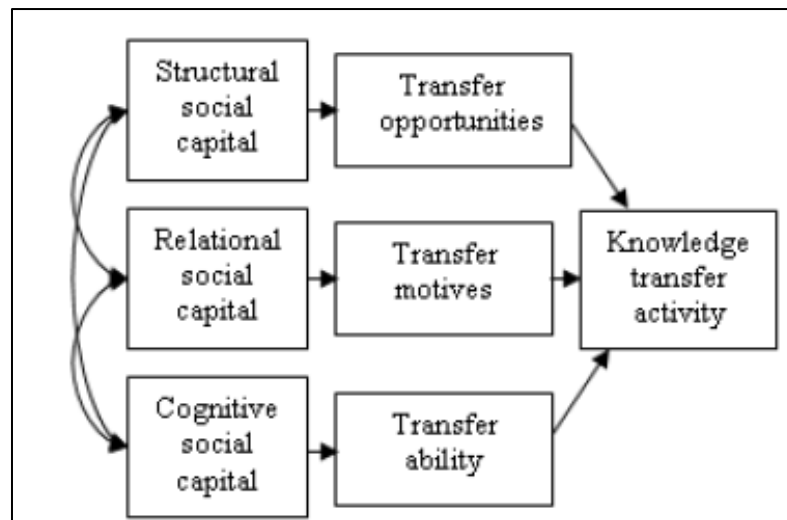 Structural
social
capital
Transfer
opportunities
Relational
social
capital
Transfer
motives
Knowledge
transfer
activity
Cognitive
social
capital
Transfer
ability